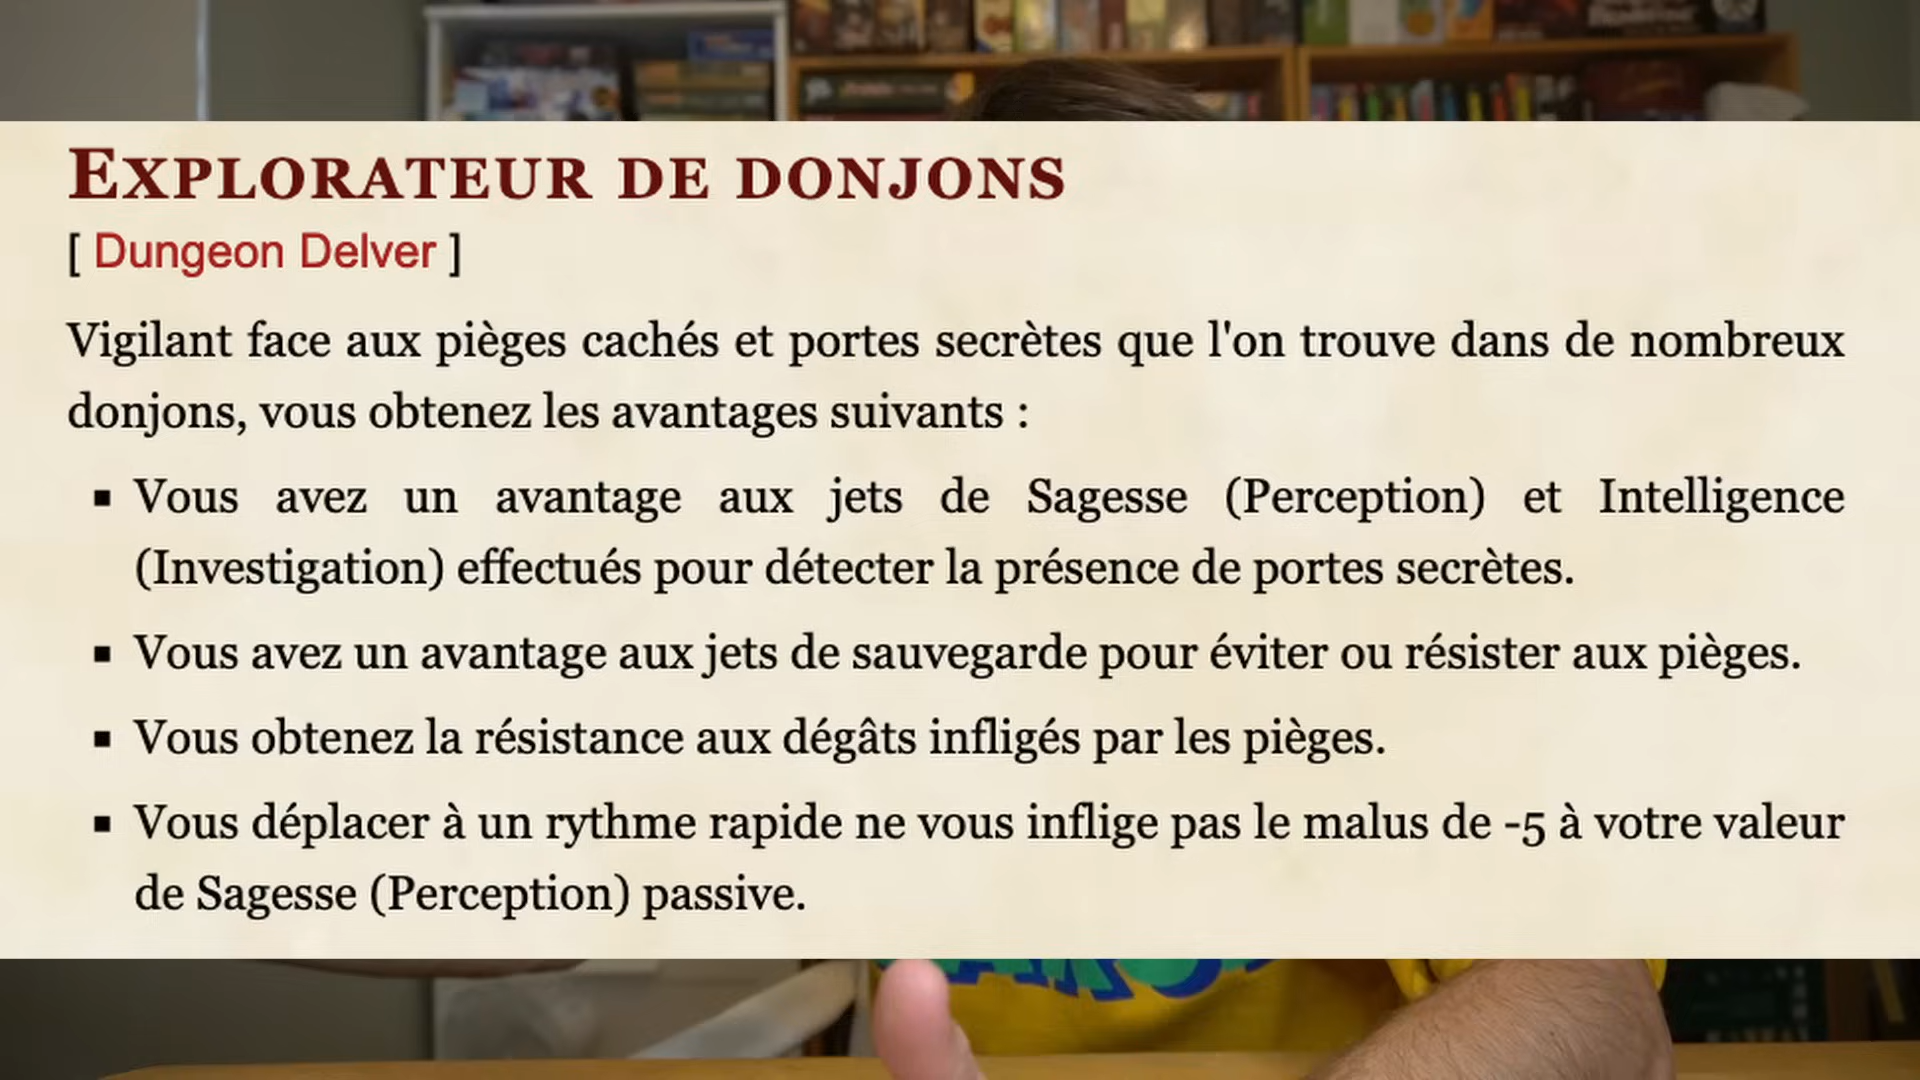 EXPLORATEUR DE DONJONS
[ Dungeon Delver ]
Vigilant face aux pièges cachés et portes secrètes que l'on trouve dans de nombreux
donjons, vous obtenez les avantages suivants :
▪ Vous avez un avantage aux jets de Sagesse (Perception) et Intelligence
(Investigation) effectués pour détecter la présence de portes secrètes.
▪ Vous avez un avantage aux jets de sauvegarde pour éviter ou résister aux pièges.
▪ Vous obtenez la résistance aux dégâts infligés par les pièges.
▪ Vous déplacer à un rythme rapide ne vous inflige pas le malus de -5 à votre valeur
de Sagesse (Perception) passive.